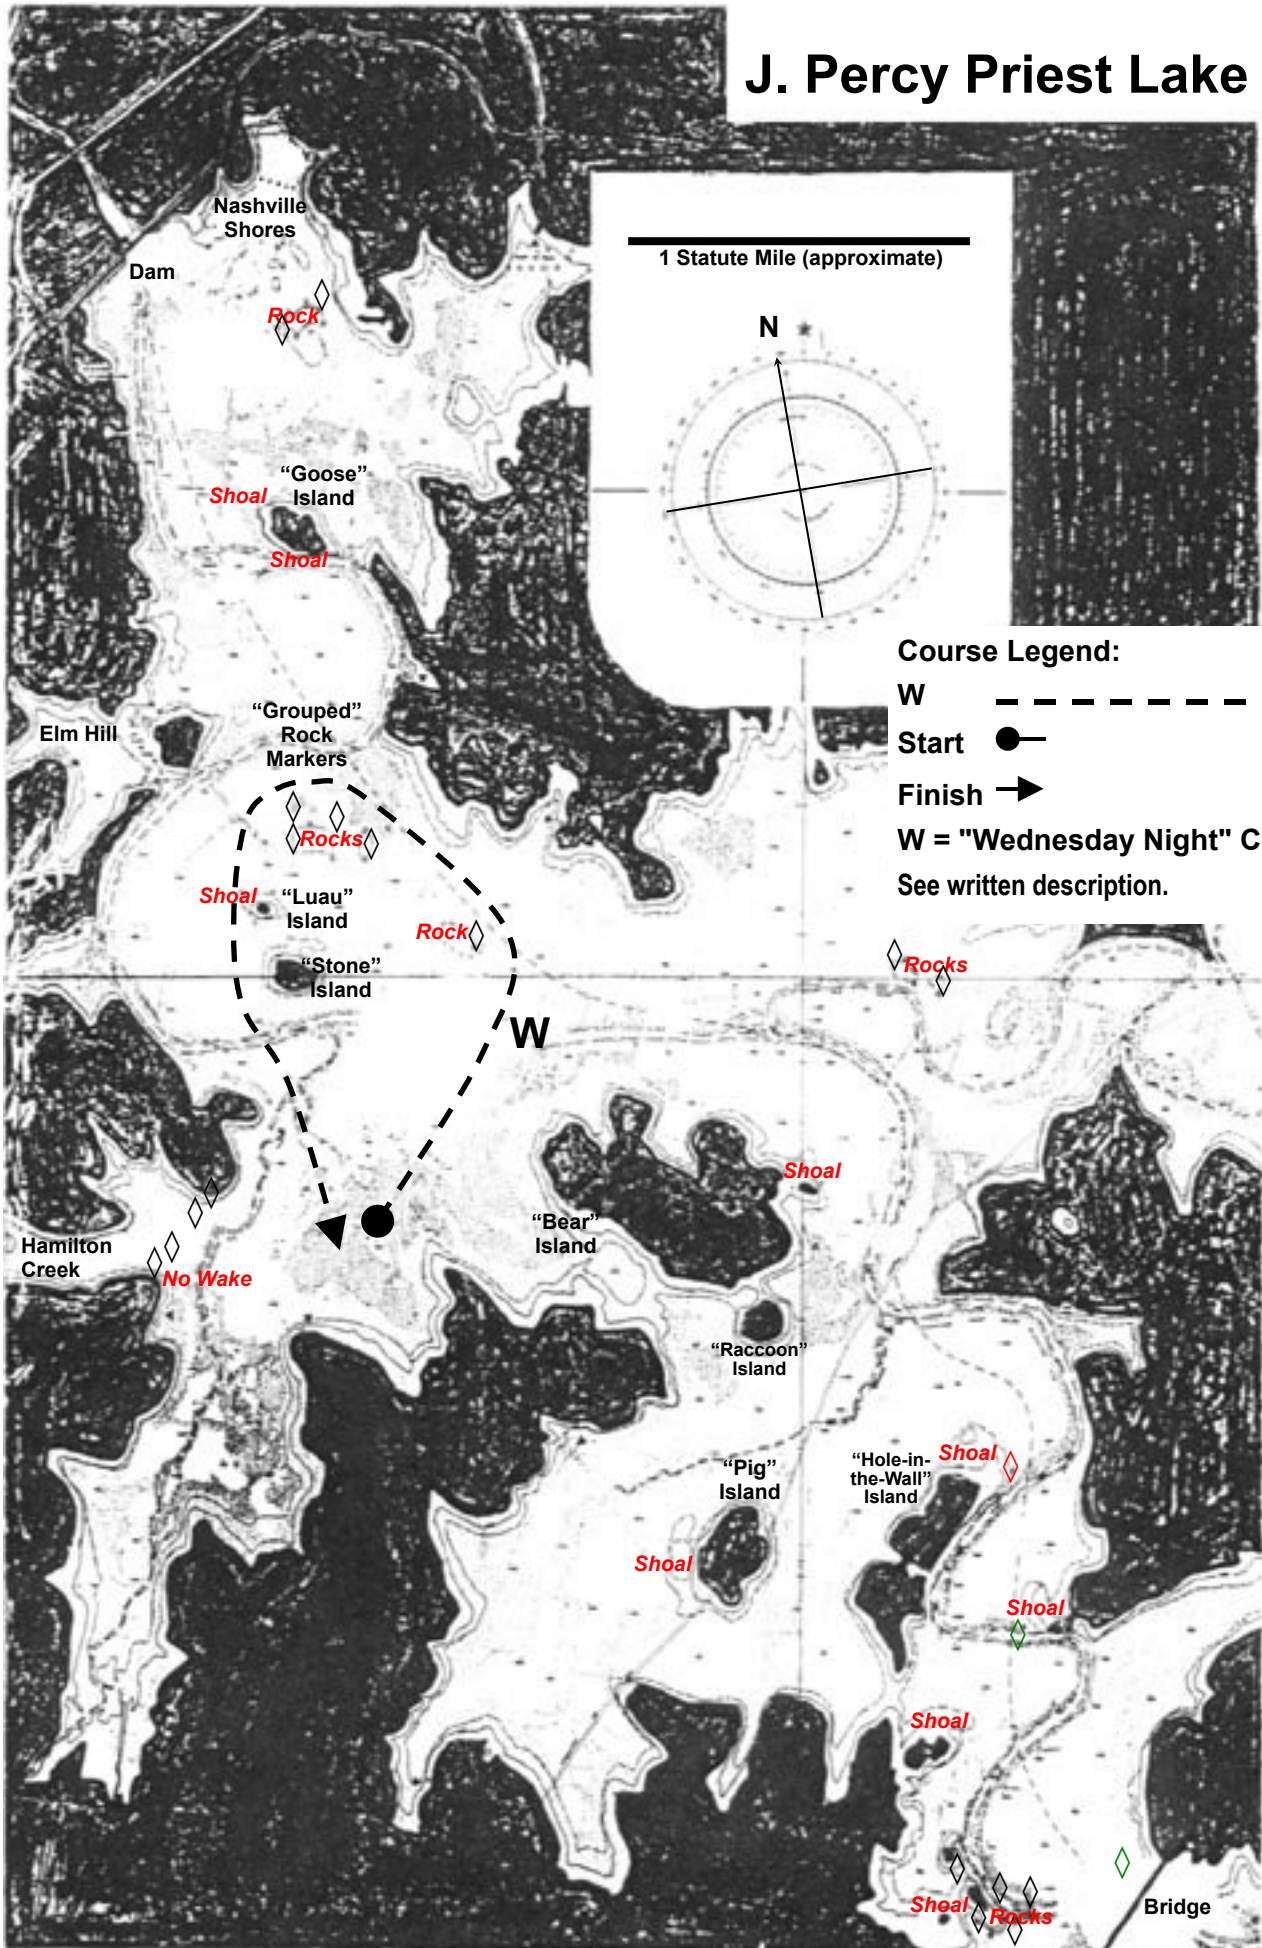 J. Percy Priest Lake
Nashville
Shores
1 Statute Mile (approximate)
Dam
Rock
N
“Goose”
Island
Shoal
Shoal
Course Legend:
W
Start
Finish
W = "Wednesday Night" C
See written description.
“Grouped”
Rock
Markers
Elm Hill
Rocks
Shoal
“Luau”
Island
Rock
“Stone”
Island
Rocks
W
Shoal
“Bear”
Island
Hamilton
Creek
No Wake
“Raccoon”
Island
“Pig”
Island
“Hole-in-
the-Wall”
Island
Shoal
Shoal
Shoal
Shoal
Shoal
Rocks
Bridge